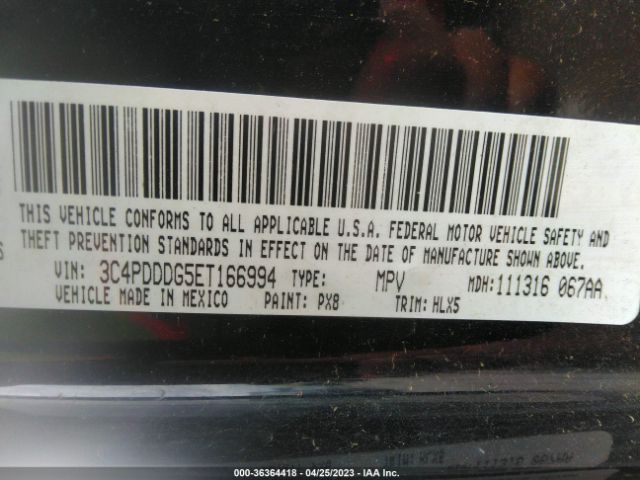 THIS VEHICLE CONFORMS TO ALL APPLICABLE U.S.A. FEDERAL MOTOR VEHICLE SAFETY AND
THEFT PREVENTION STANDARDS IN EFFECT ON THE DATE OF MANUFACTURE SHOWN ABOVE.
VIN: 3C4PDDDG5ET166994 TYPE: MPV MDH: 111316 067AA
VEHICLE MADE IN MEXICO PAINT: PX8 TRIM: HLX5
000-36364418 - 04/25/2023 - IAA Inc.